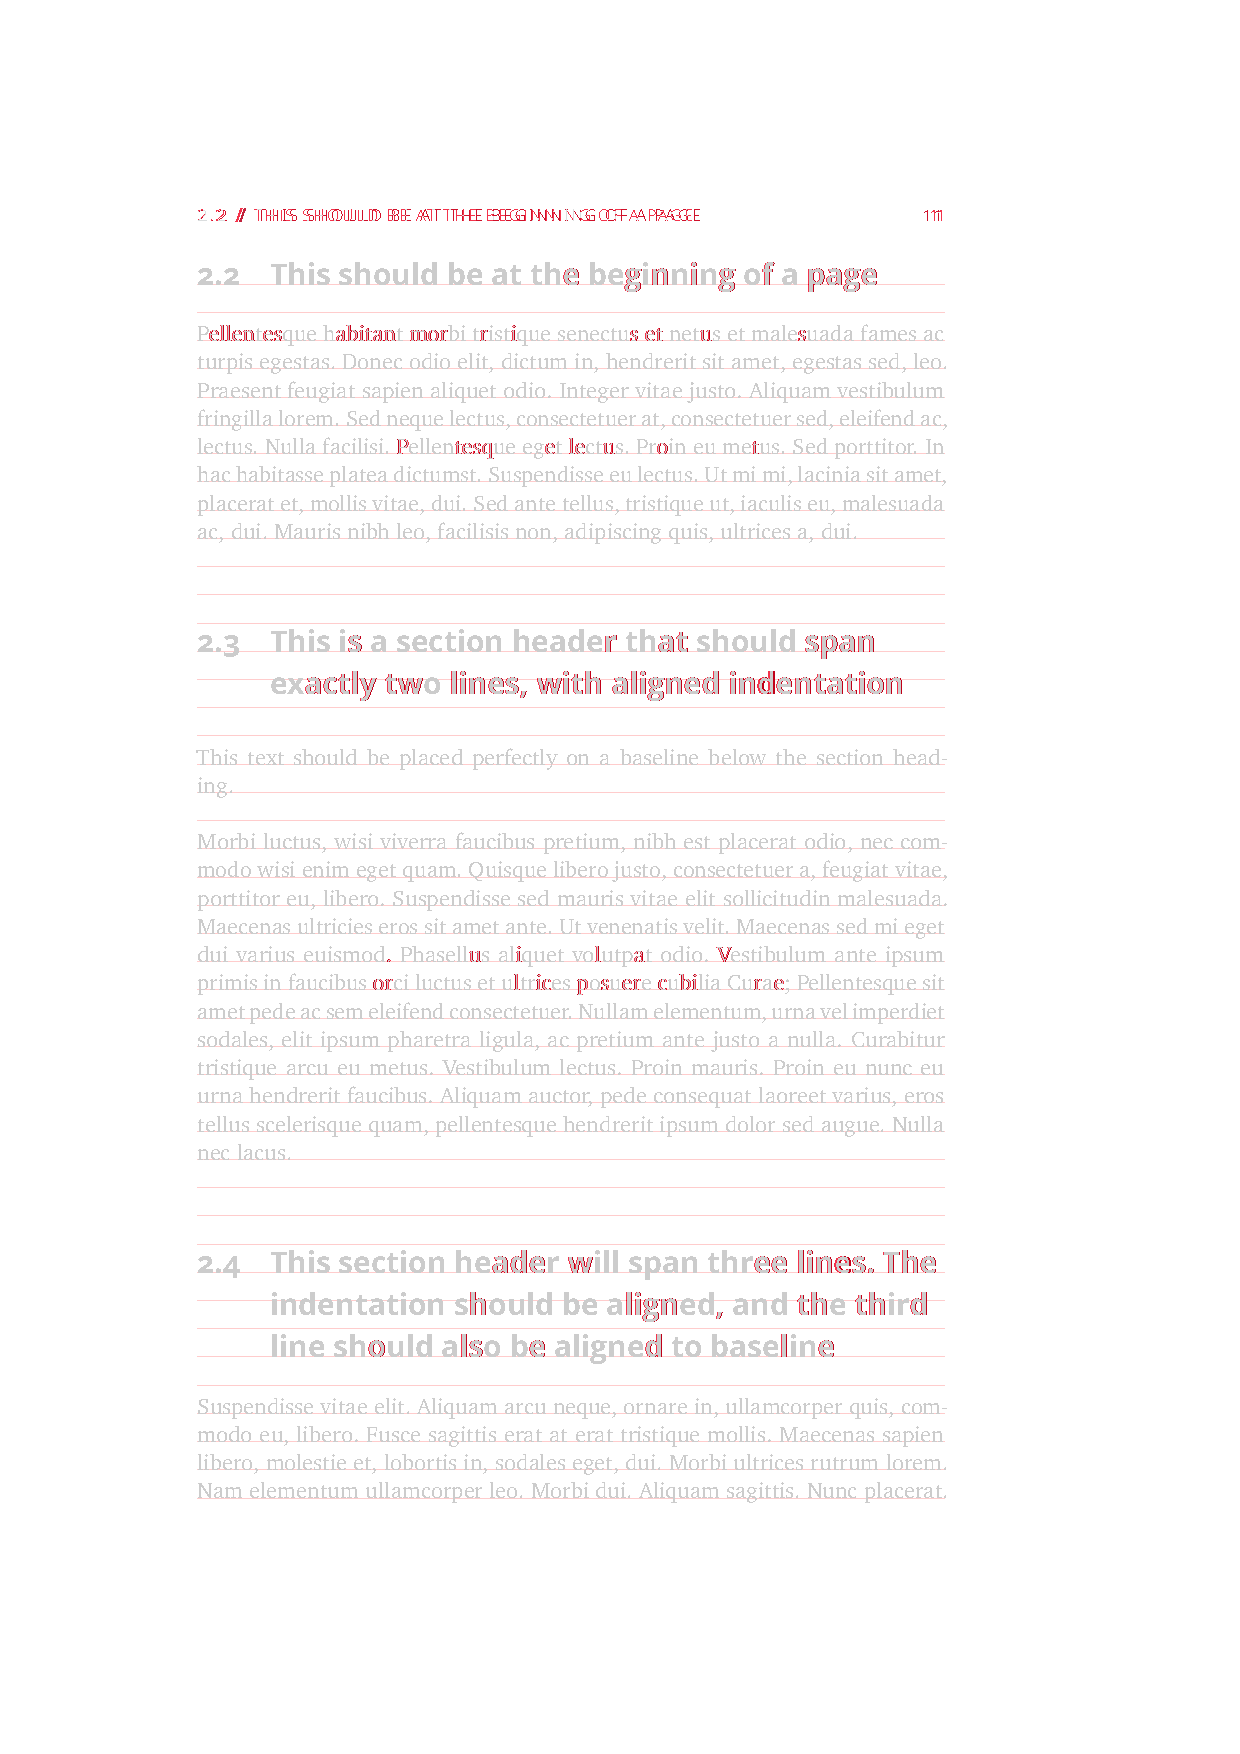 2.2 // THIS SHOULD BE AT THE BEGINNING OF A PAGE 11
2.2 This should be at the beginning of a page
Pellentesque habitant morbi tristique senectus et netus et malesuada fames ac
turpis egestas. Donec odio elit, dictum in, hendrerit sit amet, egestas sed, leo.
Praesent feugiat sapien aliquet odio. Integer vitae justo. Aliquam vestibulum
fringilla lorem. Sed neque lectus, consectetuer at, consectetuer sed, eleifend ac,
lectus. Nulla facilisi. Pellentesque eget lectus. Proin eu metus. Sed porttitor. In
hac habitasse platea dictumst. Suspendisse eu lectus. Ut mi mi, lacinia sit amet,
placerat et, mollis vitae, dui. Sed ante tellus, tristique ut, iaculis eu, malesuada
ac, dui. Mauris nibh leo, facilisis non, adipiscing quis, ultrices a, dui.
2.3 This is a section header that should span
exactly two lines, with aligned indentation
This text should be placed perfectly on a baseline below the section head-
ing.
Morbi luctus, wisi viverra faucibus pretium, nibh est placerat odio, nec com-
modo wisi enim eget quam. Quisque libero justo, consectetuer a, feugiat vitae,
porttitor eu, libero. Suspendisse sed mauris vitae elit sollicitudin malesuada.
Maecenas ultricies eros sit amet ante. Ut venenatis velit. Maecenas sed mi eget
dui varius euismod. Phasellus aliquet volutpat odio. Vestibulum ante ipsum
primis in faucibus orci luctus et ultrices posuere cubilia Curae; Pellentesque sit
amet pede ac sem eleifend consectetuer. Nullam elementum, urna vel imperdiet
sodales, elit ipsum pharetra ligula, ac pretium ante justo a nulla. Curabitur
tristique arcu eu metus. Vestibulum lectus. Proin mauris. Proin eu nunc eu
urna hendrerit faucibus. Aliquam auctor, pede consequat laoreet varius, eros
tellus scelerisque quam, pellentesque hendrerit ipsum dolor sed augue. Nulla
nec lacus.
2.4 This section header will span three lines. The
indentation should be aligned, and the third
line should also be aligned to baseline
Suspendisse vitae elit. Aliquam arcu neque, ornare in, ullamcorper quis, com-
modo eu, libero. Fusce sagittis erat at erat tristique mollis. Maecenas sapien
libero, molestie et, lobortis in, sodales eget, dui. Morbi ultrices rutrum lorem.
Nam elementum ullamcorper leo. Morbi dui. Aliquam sagittis. Nunc placerat.